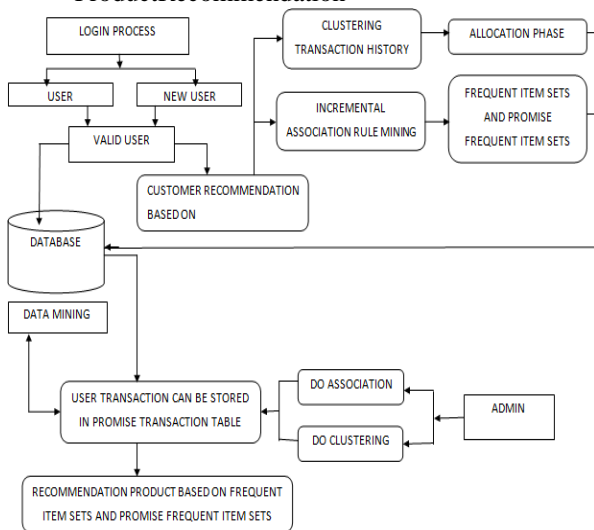 ProductRecommendation
LOGIN PROCESS
USER
NEW USER
VALID USER
CUSTOMER RECOMMENDATION
BASED ON
CLUSTERING
TRANSACTION HISTORY
ALLOCATION PHASE
INCREMENTAL
ASSOCIATION RULE MINING
FREQUENT ITEM SETS
AND PROMISE
FREQUENT ITEM SETS
DATABASE
DATA MINING
USER TRANSACTION CAN BE STORED
IN PROMISE TRANSACTION TABLE
DO ASSOCIATION
DO CLUSTERING
ADMIN
RECOMMENDATION PRODUCT BASED ON FREQUENT
ITEM SETS AND PROMISE FREQUENT ITEM SETS